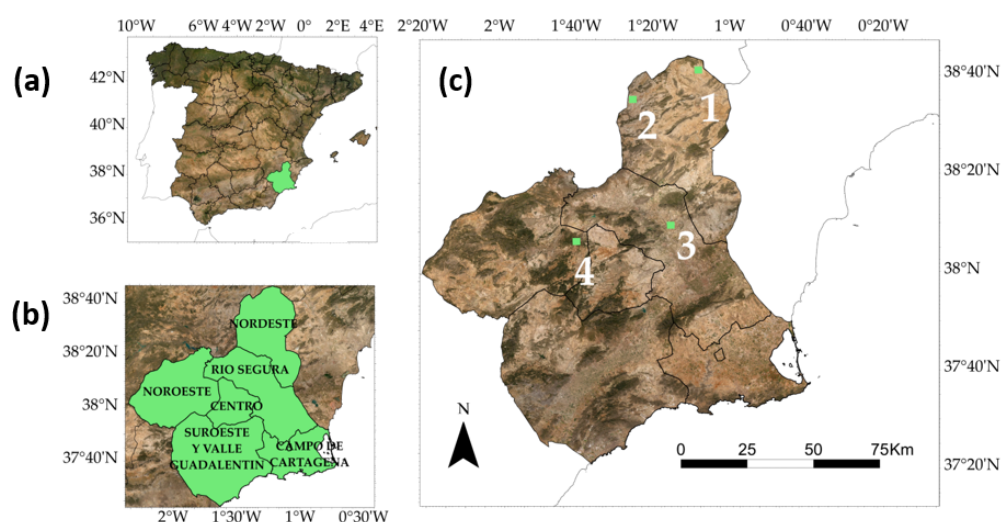 (a)
10°W
6°W
4°W
2°W
0°
2°E
4°E
42°N
40°N
38°N
36°N
(b)
38°40'N
38°20'N
38°N
37°40'N
2°W
1°30'W
1°W
0°30'W
NORDESTE
RIO SEGURA
NOROESTE
CENTRO
SUROESTE
Y VALLE
GUADALENTIN
CAMPO DE
CARTAGENA
(c)
2°W
1°40'W
1°20'W
1°W
0°40'W
0°20'W
38°40'N
38°20'N
38°N
37°40'N
37°20'N
1
2
3
4
N
0 25 50 75Km